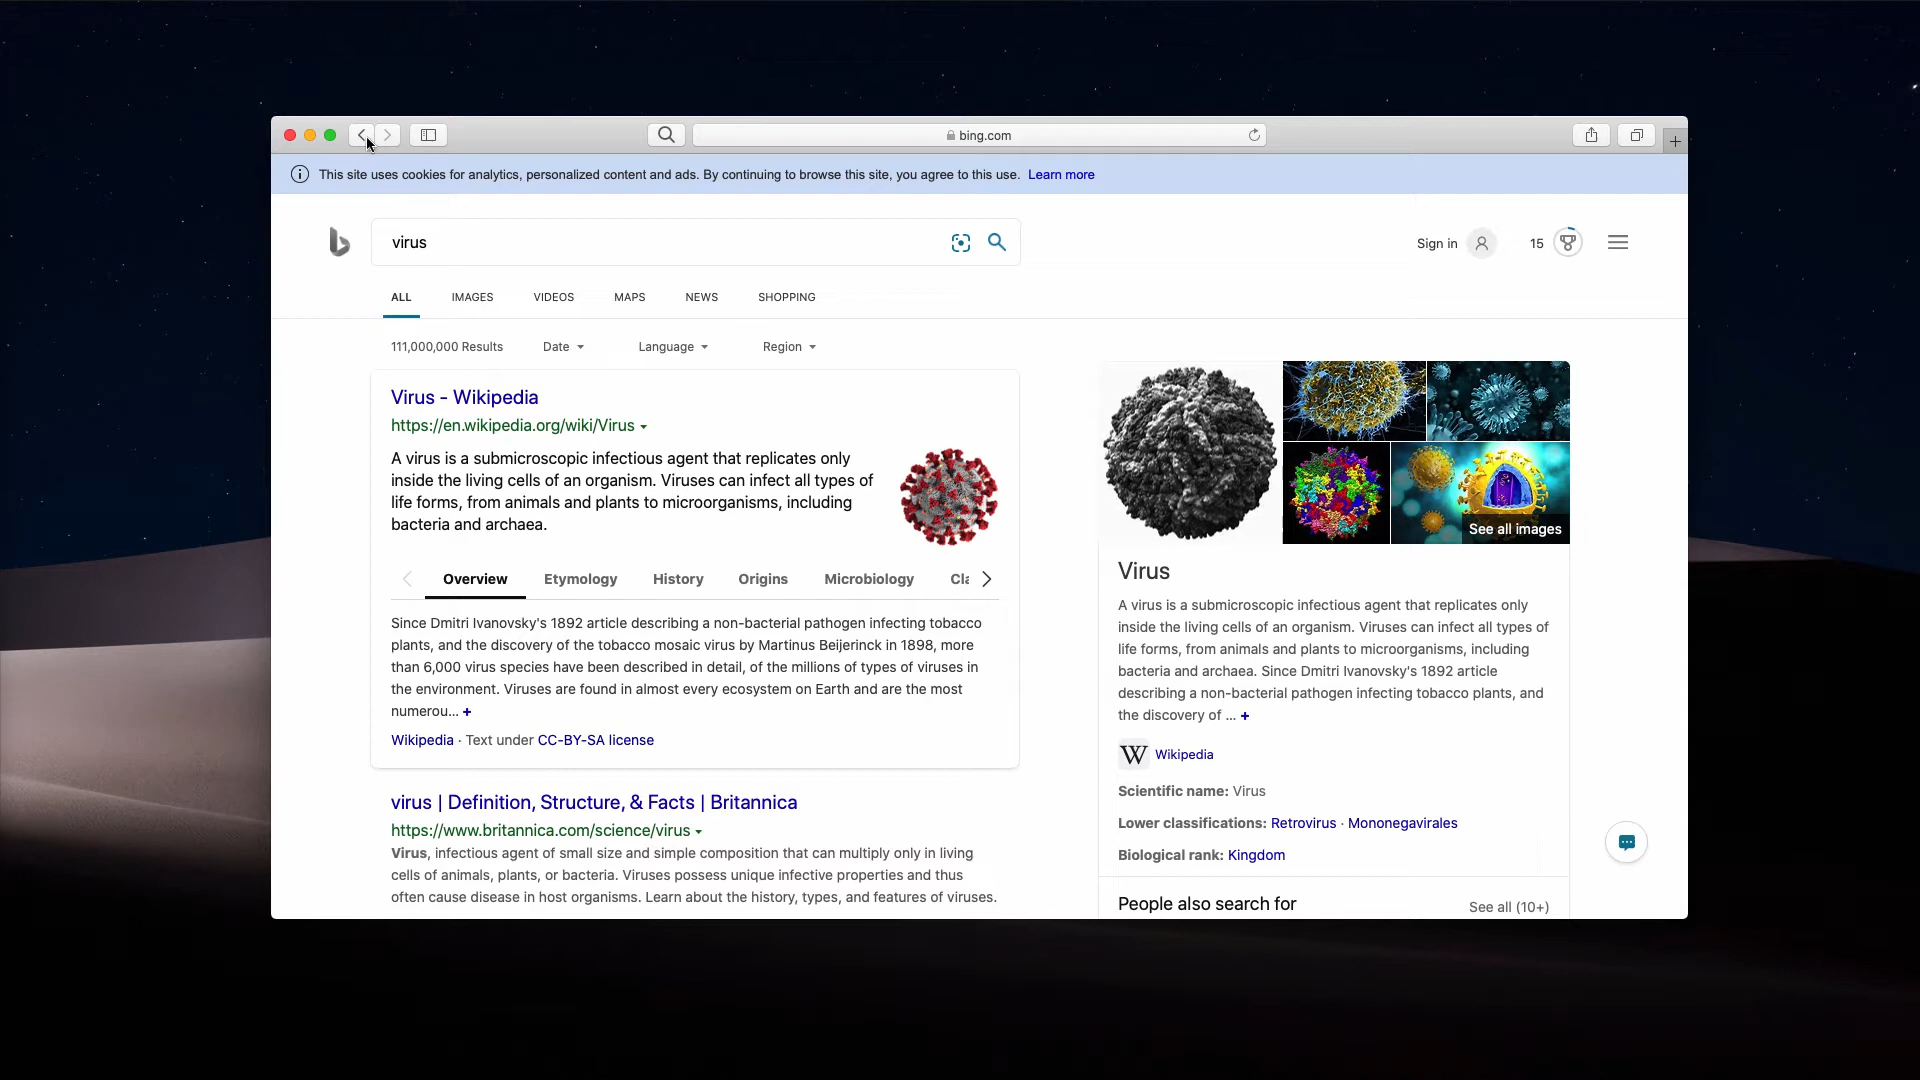 bing.com
This site uses cookies for analytics, personalized content and ads. By continuing to browse this site, you agree to this use. Learn more
virus
Sign in
15
ALL IMAGES VIDEOS MAPS NEWS SHOPPING
111,000,000 Results Date Language Region
Virus - Wikipedia
https://en.wikipedia.org/wiki/Virus
A virus is a submicroscopic infectious agent that replicates only
inside the living cells of an organism. Viruses can infect all types of
life forms, from animals and plants to microorganisms, including
bacteria and archaea.
Overview Etymology History Origins Microbiology Cla
Since Dmitri Ivanovsky's 1892 article describing a non-bacterial pathogen infecting tobacco
plants, and the discovery of the tobacco mosaic virus by Martinus Beijerinck in 1898, more
than 6,000 virus species have been described in detail, of the millions of types of viruses in
the environment. Viruses are found in almost every ecosystem on Earth and are the most
numerou... +
Wikipedia · Text under CC-BY-SA license
virus | Definition, Structure, & Facts | Britannica
https://www.britannica.com/science/virus
Virus, infectious agent of small size and simple composition that can multiply only in living
cells of animals, plants, or bacteria. Viruses possess unique infective properties and thus
often cause disease in host organisms. Learn about the history, types, and features of viruses.
See all images
Virus
A virus is a submicroscopic infectious agent that replicates only
inside the living cells of an organism. Viruses can infect all types of
life forms, from animals and plants to microorganisms, including
bacteria and archaea. Since Dmitri Ivanovsky's 1892 article
describing a non-bacterial pathogen infecting tobacco plants, and
the discovery of ... +
W Wikipedia
Scientific name: Virus
Lower classifications: Retrovirus · Mononegavirales
Biological rank: Kingdom
People also search for
See all (10+)